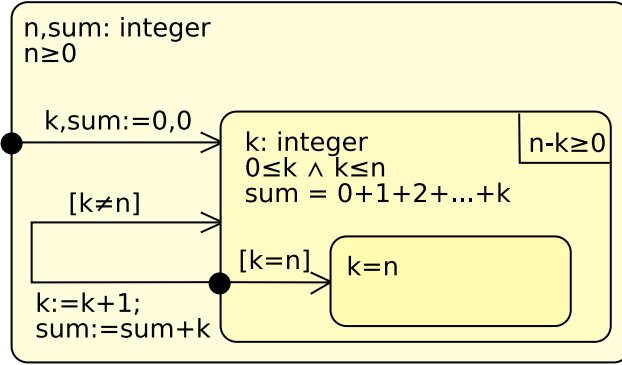 n,sum: integer
n≥0
k,sum:=0,0
k: integer
0≤k ∧ k≤n
sum = 0+1+2+...+k
n-k≥0
[k≠n]
[k=n]
k=n
k:=k+1;
sum:=sum+k